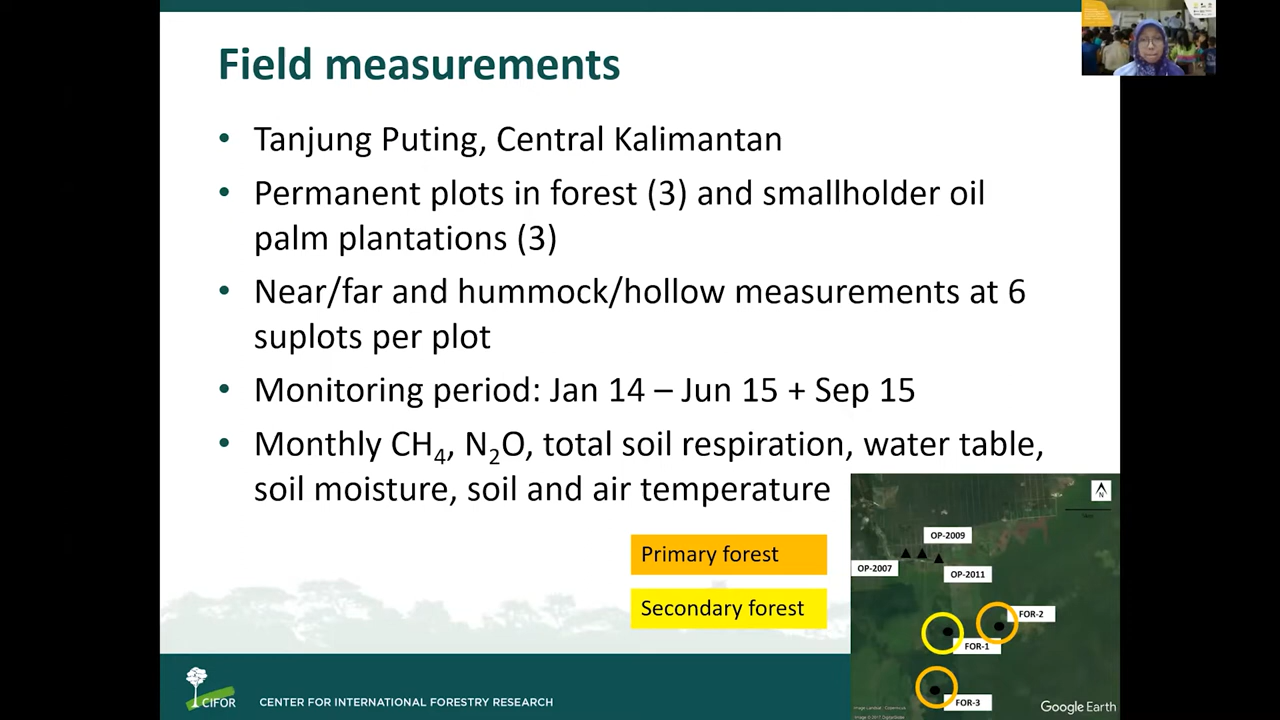 Field measurements
• Tanjung Puting, Central Kalimantan
• Permanent plots in forest (3) and smallholder oil
palm plantations (3)
• Near/far and hummock/hollow measurements at 6
suplots per plot
• Monitoring period: Jan 14 – Jun 15 + Sep 15
• Monthly CH₄, N₂O, total soil respiration, water table,
soil moisture, soil and air temperature
Primary forest
Secondary forest
N
OP-2009
OP-2007
OP-2011
FOR-2
FOR-1
FOR-3
Google Earth
CIFOR
CENTER FOR INTERNATIONAL FORESTRY RESEARCH